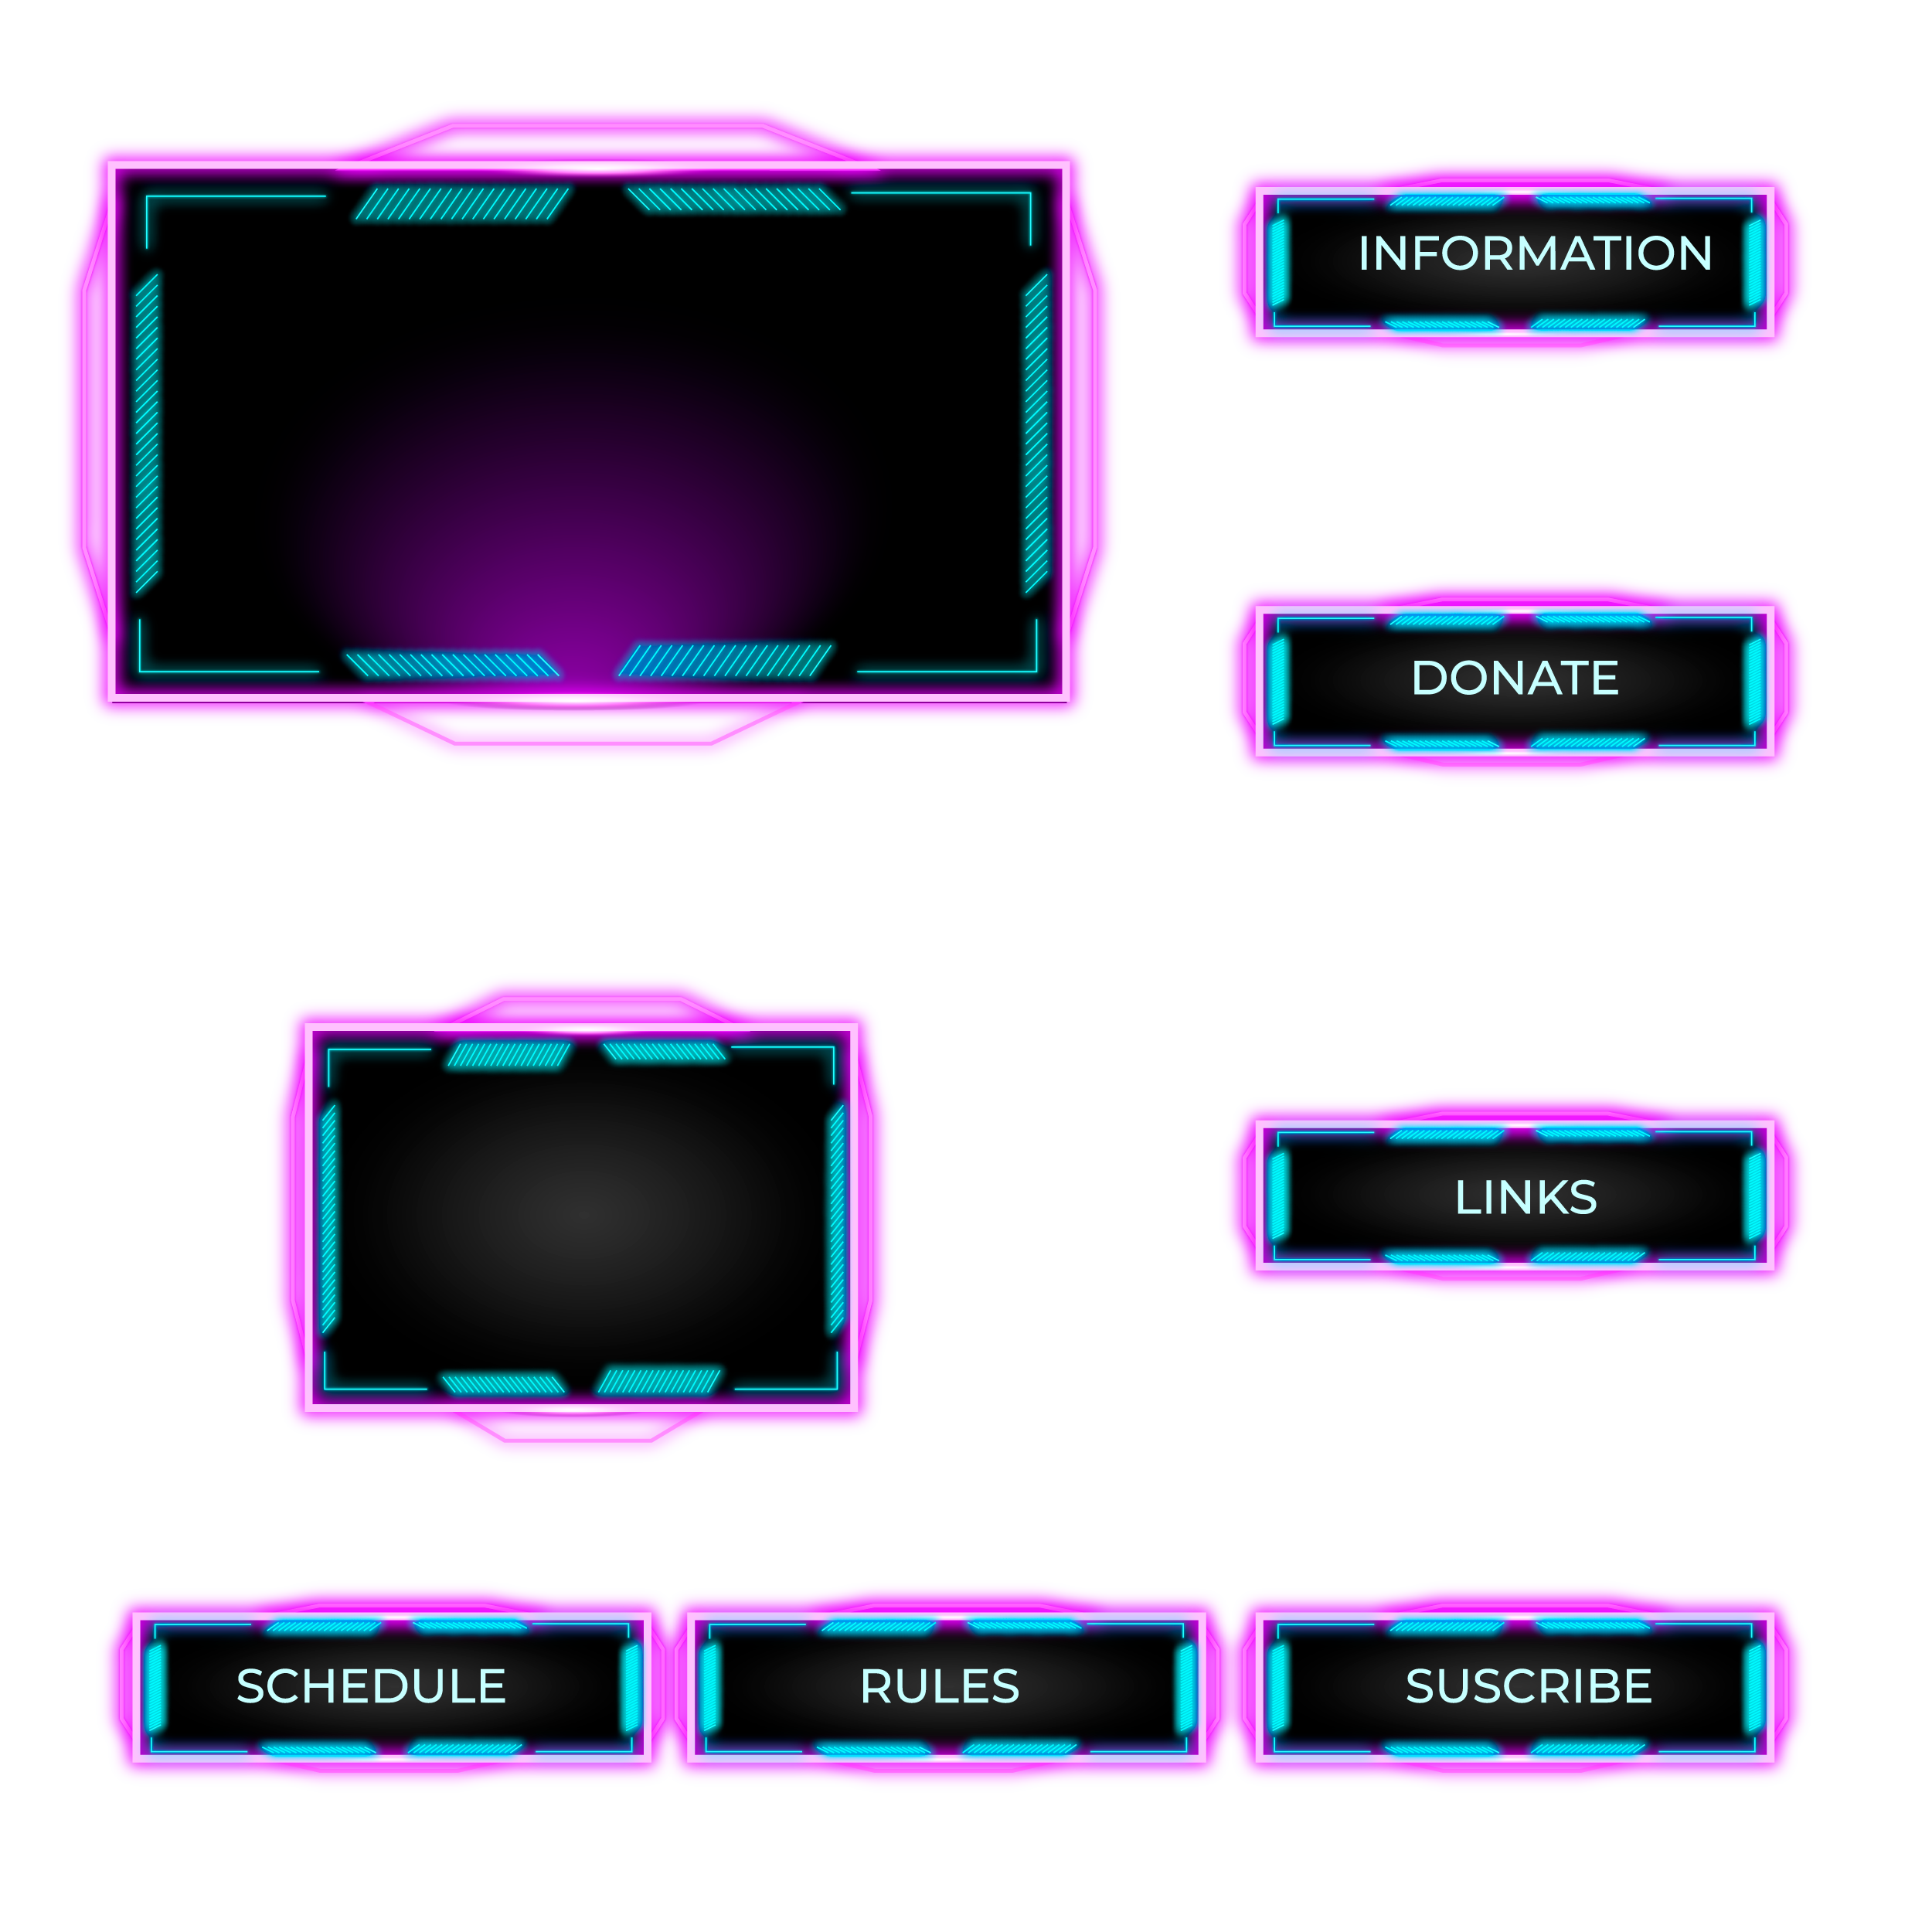 INFORMATION
DONATE
LINKS
SCHEDULE
RULES
SUSCRIBE